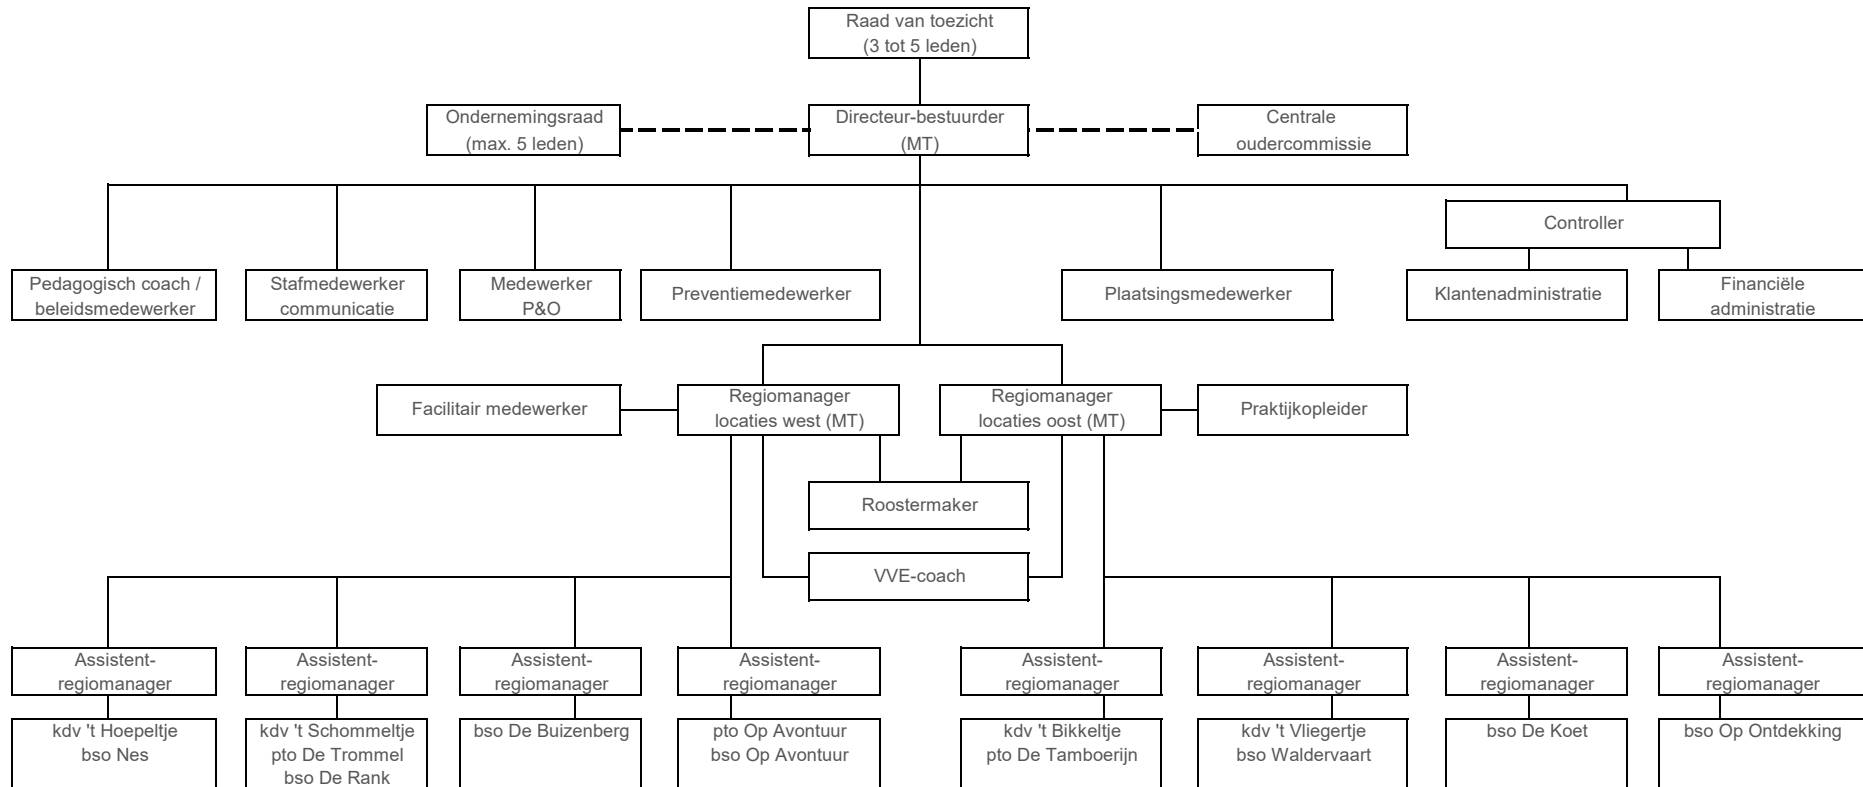 Raad van toezicht
(3 tot 5 leden)
Ondernemingsraad
(max. 5 leden)
Directeur-bestuurder
(MT)
Centrale
oudercommissie
Controller
Pedagogisch coach /
beleidsmedewerker
Stafmedewerker
communicatie
Medewerker
P&O
Preventiemedewerker
Plaatsingsmedewerker
Klantenadministratie
Financiële
administratie
Facilitair medewerker
Regiomanager
locaties west (MT)
Regiomanager
locaties oost (MT)
Praktijkopleider
Roostermaker
VVE-coach
Assistent-
regiomanager
Assistent-
regiomanager
Assistent-
regiomanager
Assistent-
regiomanager
Assistent-
regiomanager
Assistent-
regiomanager
Assistent-
regiomanager
Assistent-
regiomanager
kdv 't Hoepeltje
bso Nes
kdv 't Schommeltje
pto De Trommel
bso De Rank
bso De Buizenberg
pto Op Avontuur
bso Op Avontuur
kdv 't Bikkeltje
pto De Tamboerijn
kdv 't Vliegertje
bso Waldervaart
bso De Koet
bso Op Ontdekking